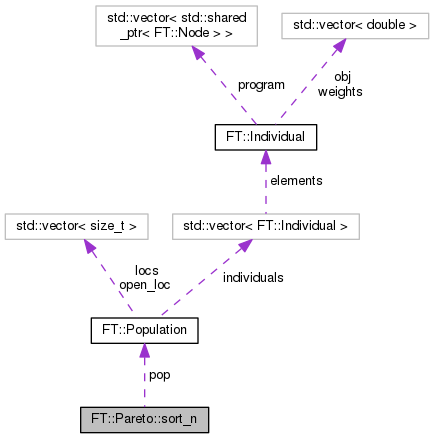 std::vector< std::shared
_ptr< FT::Node > >
std::vector< double >
program
obj
weights
FT::Individual
elements
std::vector< size_t >
std::vector< FT::Individual >
locs
open_loc
individuals
FT::Population
pop
FT::Pareto::sort_n